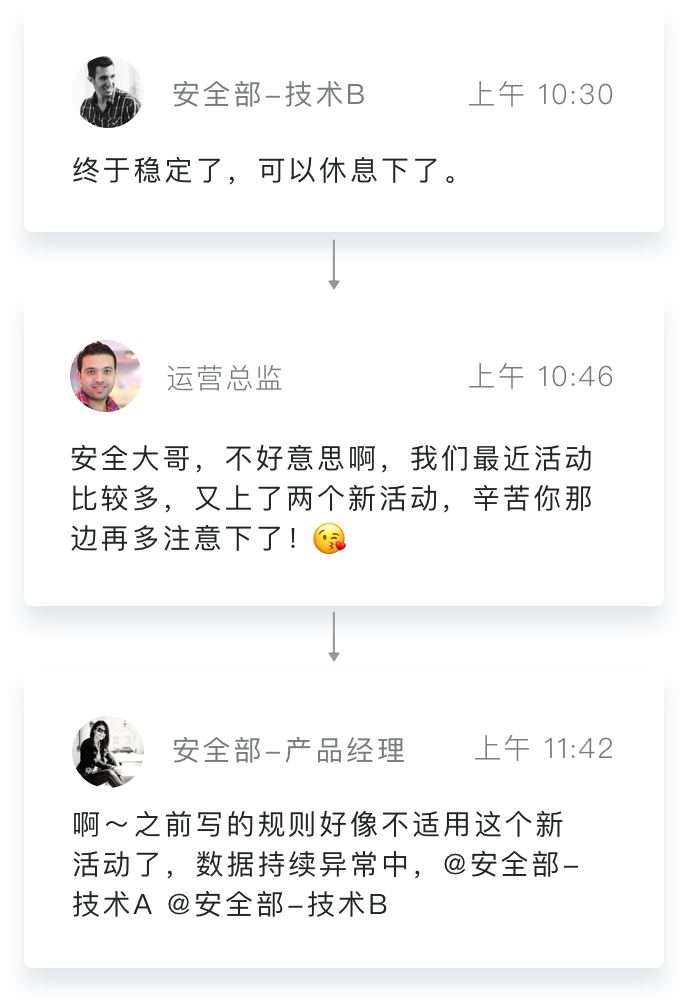 安全部-技术B 上午 10:30
终于稳定了，可以休息下了。
运营总监 上午 10:46
安全大哥，不好意思啊，我们最近活动
比较多，又上了两个新活动，辛苦你那
边再多注意下了！😘
安全部-产品经理 上午 11:42
啊～之前写的规则好像不适用这个新
活动了，数据持续异常中，@安全部-
技术A @安全部-技术B